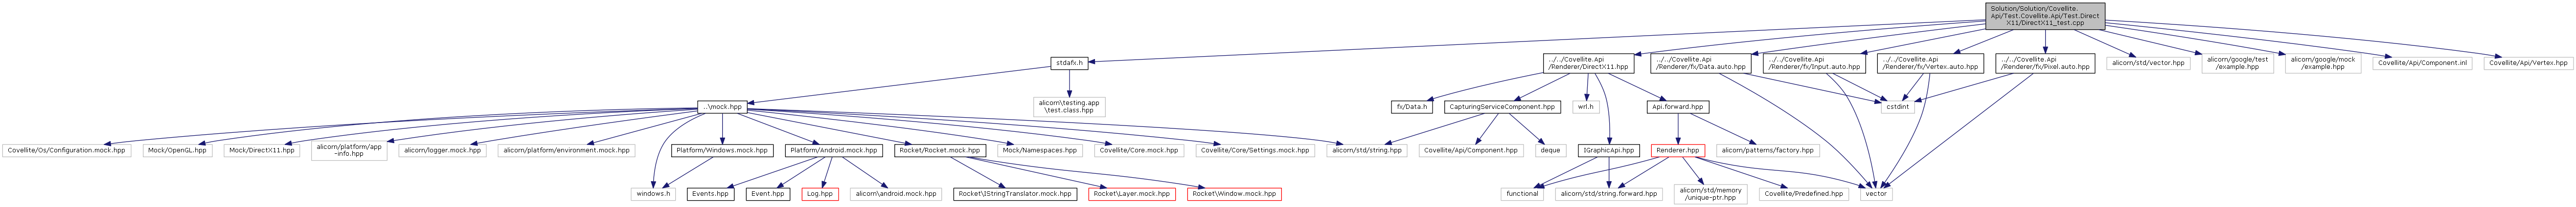 Solution/Solution/Covellite.
Api/Test.Covellite.Api/Test.Direct
X11/DirectX11_test.cpp
stdafx.h
../../Covellite.Api
/Renderer/DirectX11.hpp
../../Covellite.Api
/Renderer/fx/Data.auto.hpp
../../Covellite.Api
/Renderer/fx/Input.auto.hpp
../../Covellite.Api
/Renderer/fx/Vertex.auto.hpp
../../Covellite.Api
/Renderer/fx/Pixel.auto.hpp
alicorn/std/vector.hpp
alicorn/google/test
/example.hpp
alicorn/google/mock
/example.hpp
Covellite/Api/Component.inl
Covellite/Api/Vertex.hpp
..\mock.hpp
alicorn\testing.app
\test.class.hpp
fx/Data.h
CapturingServiceComponent.hpp
wrl.h
Api.forward.hpp
cstdint
Covellite/Os/Configuration.mock.hpp
Mock/OpenGL.hpp
Mock/DirectX11.hpp
alicorn/platform/app
-info.hpp
alicorn/logger.mock.hpp
alicorn/platform/environment.mock.hpp
Platform/Windows.mock.hpp
Platform/Android.mock.hpp
Rocket/Rocket.mock.hpp
Mock/Namespaces.hpp
Covellite/Core.mock.hpp
Covellite/Core/Settings.mock.hpp
alicorn/std/string.hpp
Covellite/Api/Component.hpp
deque
IGraphicApi.hpp
Renderer.hpp
alicorn/patterns/factory.hpp
windows.h
Events.hpp
Event.hpp
Log.hpp
alicorn\android.mock.hpp
Rocket\IStringTranslator.mock.hpp
Rocket\Layer.mock.hpp
Rocket\Window.mock.hpp
functional
alicorn/std/string.forward.hpp
alicorn/std/memory
/unique-ptr.hpp
Covellite/Predefined.hpp
vector